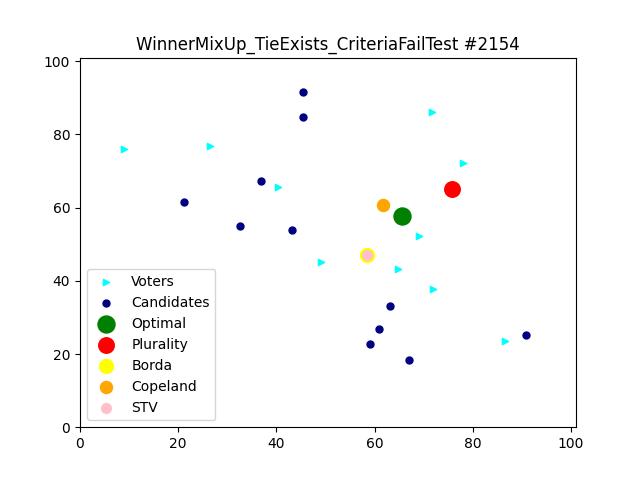 WinnerMixUp_TieExists_CriteriaFailTest #2154
100
80
60
40
20
0
Voters
Candidates
Optimal
Plurality
Borda
Copeland
STV
0 20 40 60 80 100